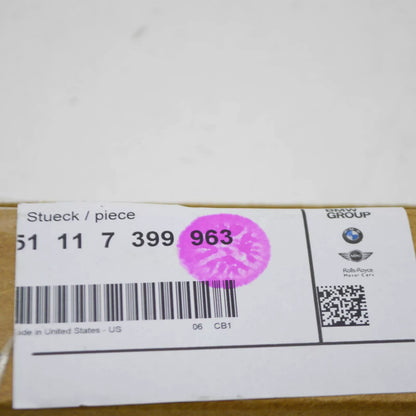 Stueck / piece
51 11 7 399 963
ade in United States - US
06 CB1
BMW
GROUP
Rolls-Royce
Motor Cars